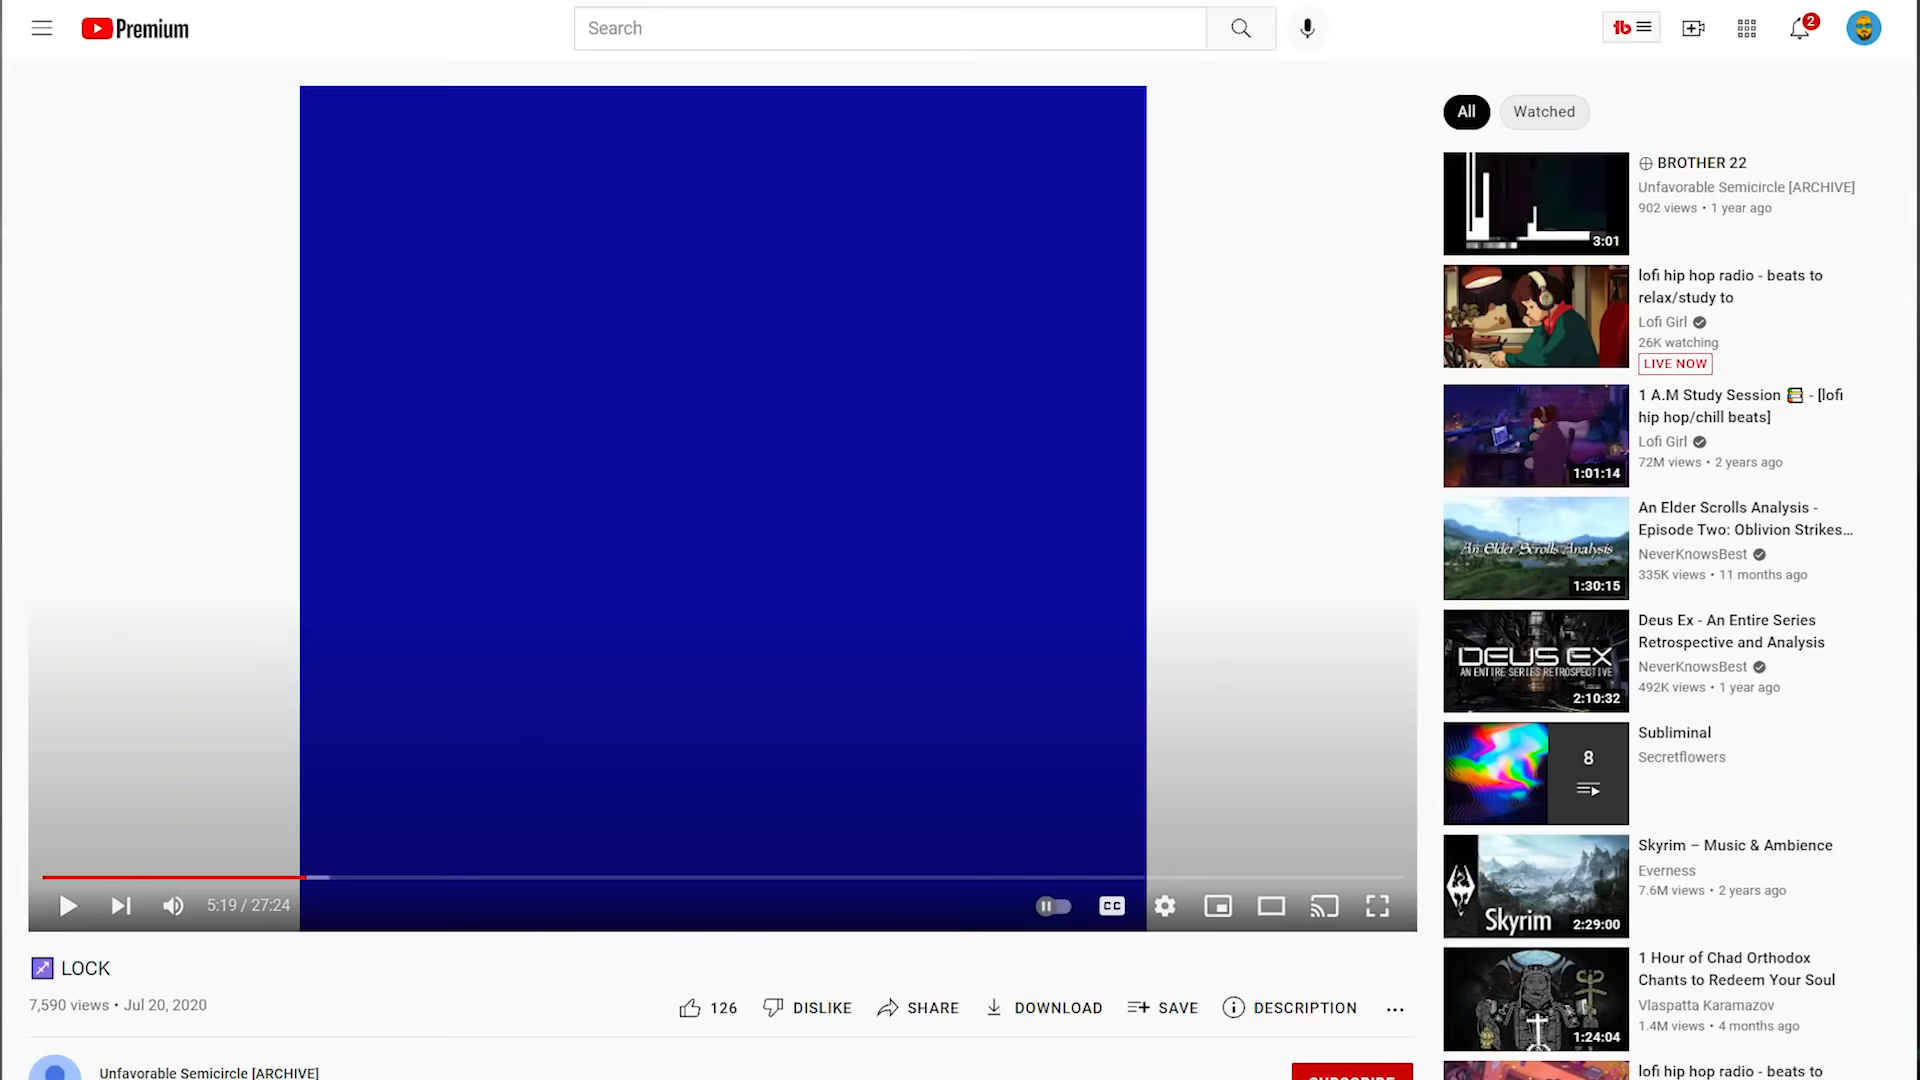 Premium
Search
2
All
Watched
⊕ BROTHER 22
Unfavorable Semicircle [ARCHIVE]
902 views • 1 year ago
3:01
lofi hip hop radio - beats to
relax/study to
Lofi Girl
26K watching
LIVE NOW
1 A.M Study Session 📚 - [lofi
hip hop/chill beats]
Lofi Girl
72M views • 2 years ago
1:01:14
An Elder Scrolls Analysis -
Episode Two: Oblivion Strikes...
NeverKnowsBest
335K views • 11 months ago
An Elder Scrolls Analysis
1:30:15
Deus Ex - An Entire Series
Retrospective and Analysis
NeverKnowsBest
492K views • 1 year ago
DEUS EX
AN ENTIRE SERIES RETROSPECTIVE
2:10:32
Subliminal
Secretflowers
8
Skyrim – Music & Ambience
Everness
7.6M views • 2 years ago
Skyrim
2:29:00
1 Hour of Chad Orthodox
Chants to Redeem Your Soul
Vlaspatta Karamazov
1.4M views • 4 months ago
1:24:04
lofi hip hop radio - beats to
5:19 / 27:24
CC
♐ LOCK
7,590 views • Jul 20, 2020
126
DISLIKE
SHARE
DOWNLOAD
SAVE
DESCRIPTION
Unfavorable Semicircle [ARCHIVE]
SUBSCRIBE